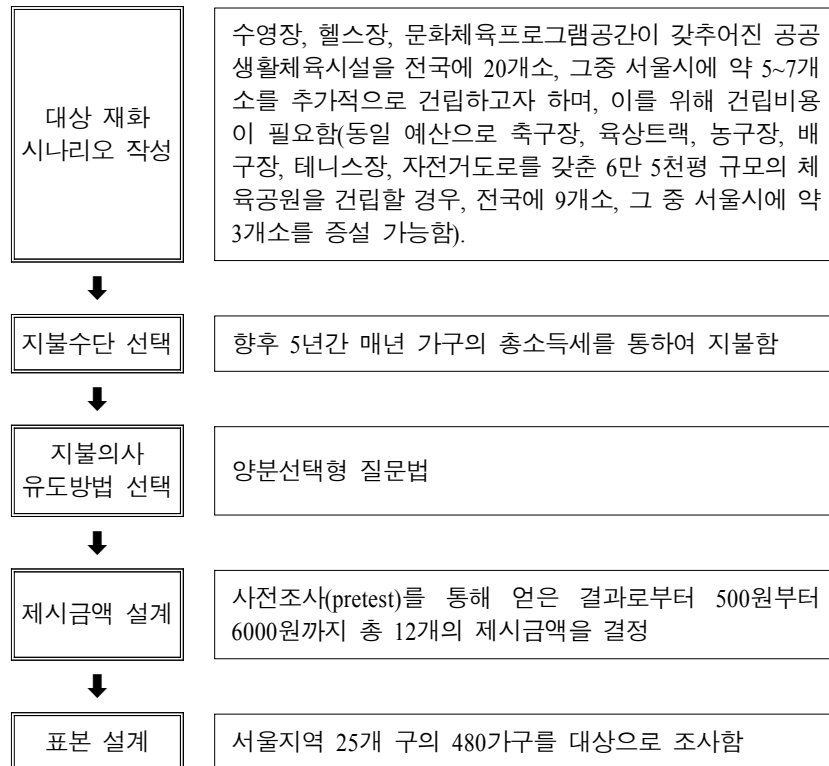 대상 재화
시나리오 작성
수영장, 헬스장, 문화체육프로그램공간이 갖추어진 공공
생활체육시설을 전국에 20개소, 그중 서울시에 약 5~7개
소를 추가적으로 건립하고자 하며, 이를 위해 건립비용
이 필요함(동일 예산으로 축구장, 육상트랙, 농구장, 배
구장, 테니스장, 자전거도로를 갖춘 6만 5천평 규모의 체
육공원을 건립할 경우, 전국에 9개소, 그 중 서울시에 약
3개소를 증설 가능함).
지불수단 선택
향후 5년간 매년 가구의 총소득세를 통하여 지불함
지불의사
유도방법 선택
양분선택형 질문법
제시금액 설계
사전조사(pretest)를 통해 얻은 결과로부터 500원부터
6000원까지 총 12개의 제시금액을 결정
표본 설계
서울지역 25개 구의 480가구를 대상으로 조사함